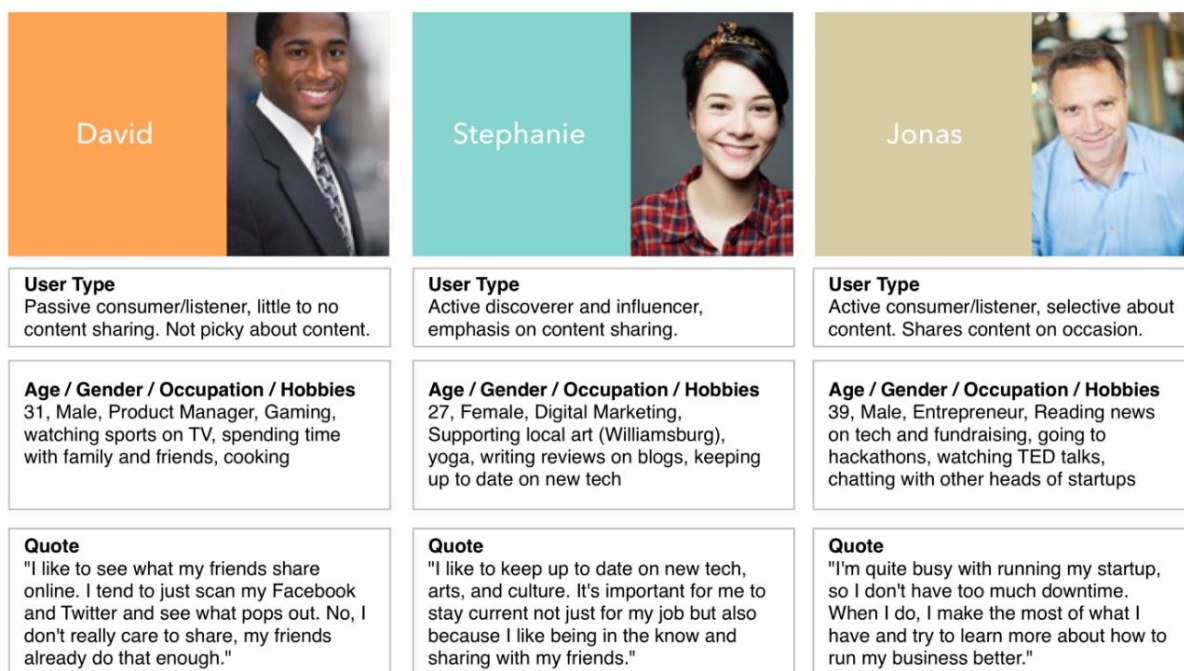 David
Stephanie
Jonas
User Type
Passive consumer/listener, little to no
content sharing. Not picky about content.
User Type
Active discoverer and influencer,
emphasis on content sharing.
User Type
Active consumer/listener, selective about
content. Shares content on occasion.
Age / Gender / Occupation / Hobbies
31, Male, Product Manager, Gaming,
watching sports on TV, spending time
with family and friends, cooking
Age / Gender / Occupation / Hobbies
27, Female, Digital Marketing,
Supporting local art (Williamsburg),
yoga, writing reviews on blogs, keeping
up to date on new tech
Age / Gender / Occupation / Hobbies
39, Male, Entrepreneur, Reading news
on tech and fundraising, going to
hackathons, watching TED talks,
chatting with other heads of startups
Quote
"I like to see what my friends share
online. I tend to just scan my Facebook
and Twitter and see what pops out. No, I
don't really care to share, my friends
already do that enough."
Quote
"I like to keep up to date on new tech,
arts, and culture. It's important for me to
stay current not just for my job but also
because I like being in the know and
sharing with my friends."
Quote
"I'm quite busy with running my startup,
so I don't have too much downtime.
When I do, I make the most of what I
have and try to learn more about how to
run my business better."